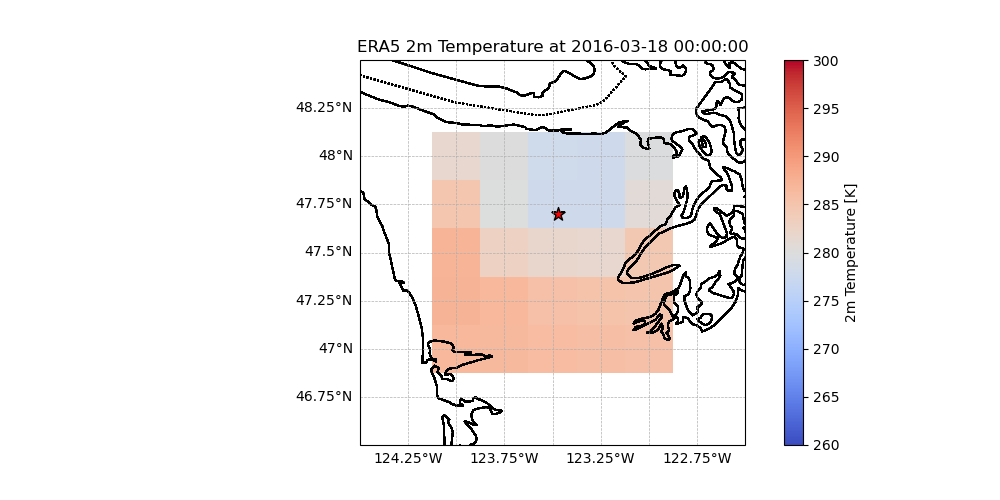 ERA5 2m Temperature at 2016-03-18 00:00:00
48.25°N
48°N
47.75°N
47.5°N
47.25°N
47°N
46.75°N
124.25°W 123.75°W 123.25°W 122.75°W
300
295
290
285
280
275
270
265
260
2m Temperature [K]